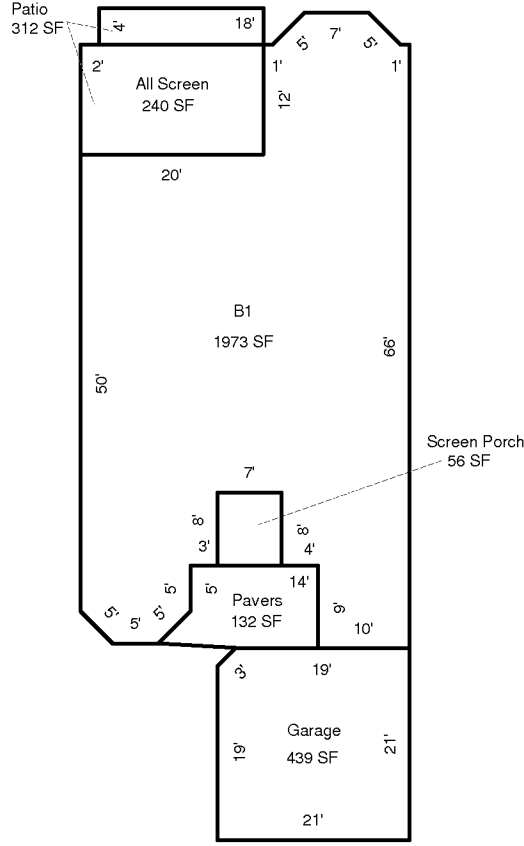 Patio
312 SF
4'
18'
5'
7'
5'
2'
1'
1'
All Screen
240 SF
12'
20'
B1
1973 SF
66'
50'
Screen Porch
56 SF
7'
8'
8'
3'
4'
5'
5'
14'
Pavers
132 SF
9'
10'
5'
5'
5'
3'
19'
Garage
439 SF
19'
21'
21'